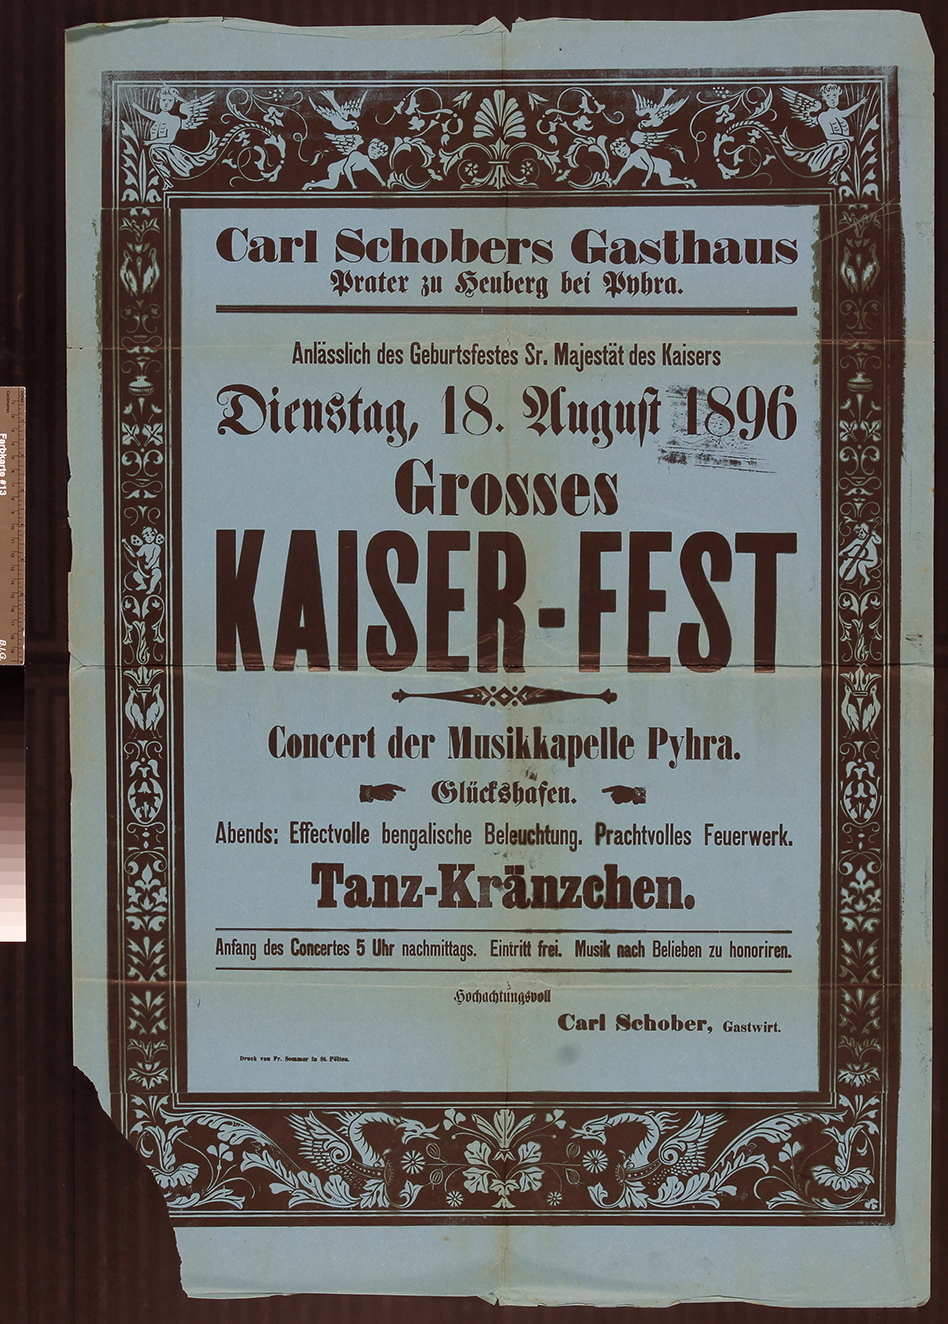 Carl Schobers Gasthaus
Prater zu Heuberg bei Pyhra.
Anlässlich des Geburtsfestes Sr. Majestät des Kaisers
Dienstag, 18. August 1896
Grosses
KAISER-FEST
Concert der Musikkapelle Pyhra.
Glückshafen.
Abends: Effectvolle bengalische Beleuchtung. Prachtvolles Feuerwerk.
Tanz-Kränzchen.
Anfang des Concertes 5 Uhr nachmittags. Eintritt frei. Musik nach Belieben zu honoriren.
Hochachtungsvoll
Carl Schober, Gastwirt.
Druck von Fr. Sommer in St. Pölten.
Farbkarte #13
B.I.G.